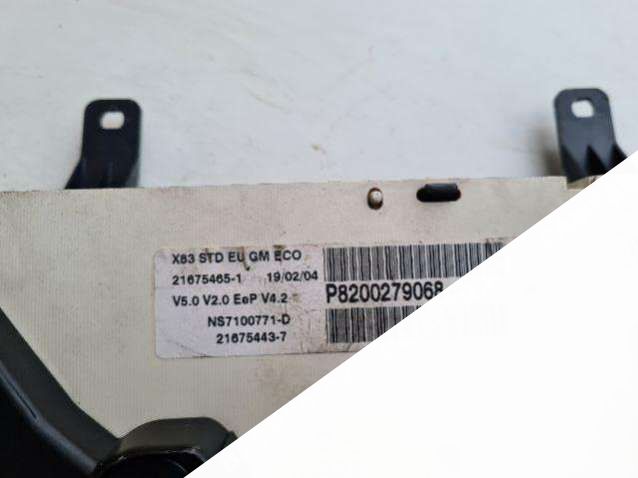 X83 STD EU GM ECO
21675465-1 19/02/04
V5.0 V2.0 EeP V4.2
NS7100771-D
21675443-7
P8200279068